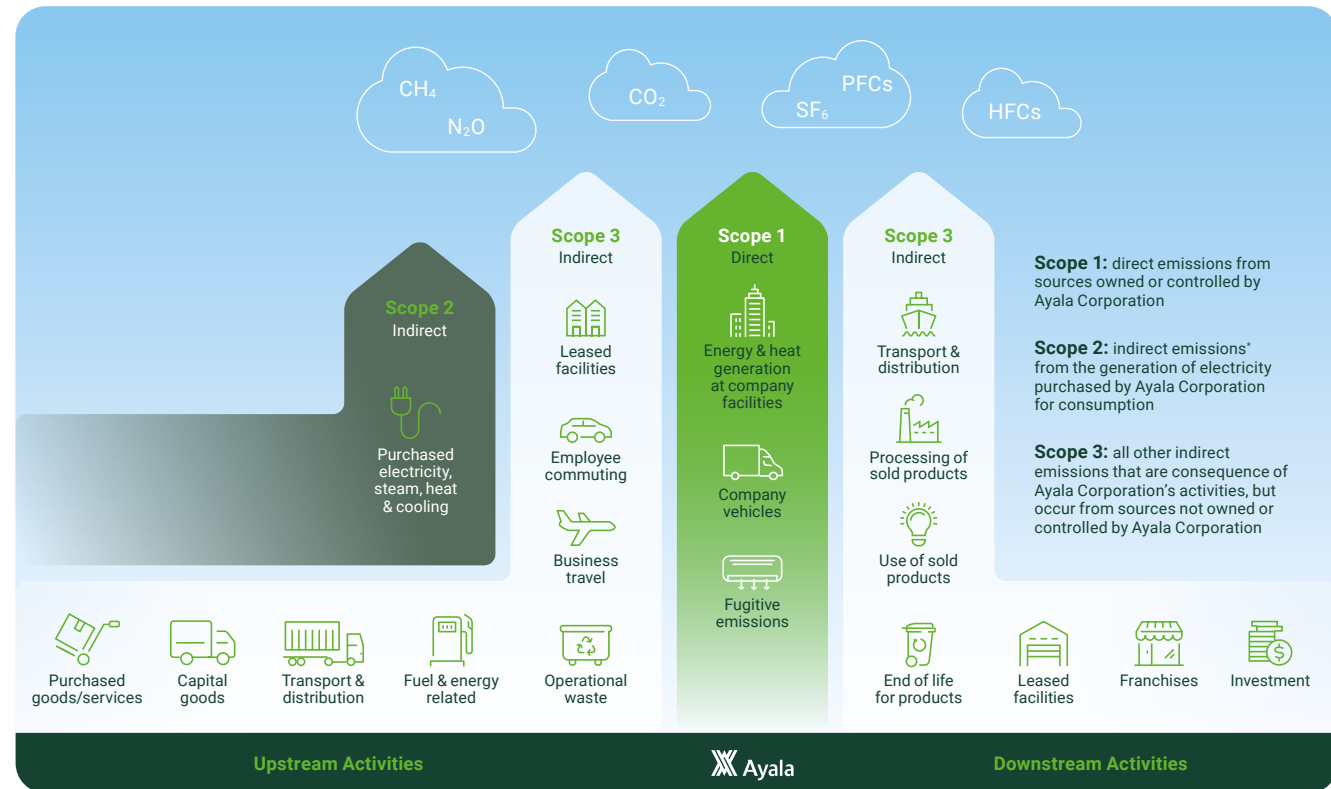 CH₄
N₂O
CO₂
PFCs
SF₆
HFCs
Scope 2
Indirect
Purchased
electricity,
steam, heat
& cooling
Scope 3
Indirect
Leased
facilities
Employee
commuting
Business
travel
Scope 1
Direct
Energy & heat
generation
at company
facilities
Company
vehicles
Fugitive
emissions
Scope 3
Indirect
Transport &
distribution
Processing of
sold products
Use of sold
products
Scope 1: direct emissions from
sources owned or controlled by
Ayala Corporation
Scope 2: indirect emissions*
from the generation of electricity
purchased by Ayala Corporation
for consumption
Scope 3: all other indirect
emissions that are consequence of
Ayala Corporation's activities, but
occur from sources not owned or
controlled by Ayala Corporation
Purchased
goods/services
Capital
goods
Transport &
distribution
Fuel & energy
related
Operational
waste
End of life
for products
Leased
facilities
Franchises
Investment
Upstream Activities
Ayala
Downstream Activities